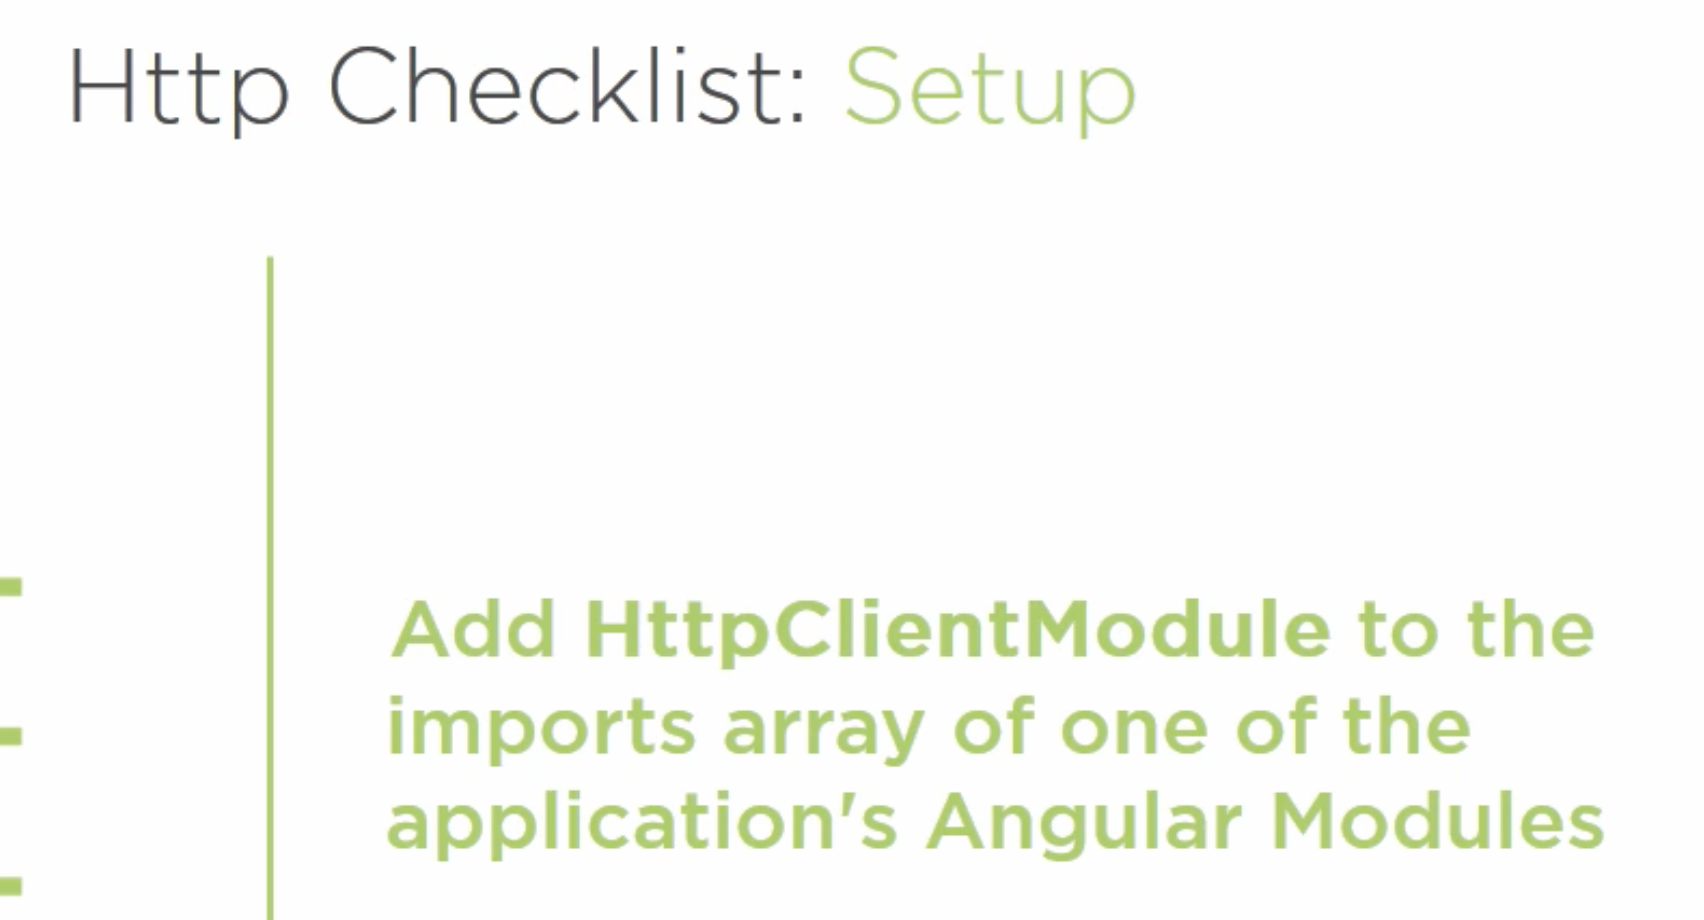 Http Checklist: Setup
Add HttpClientModule to the
imports array of one of the
application's Angular Modules